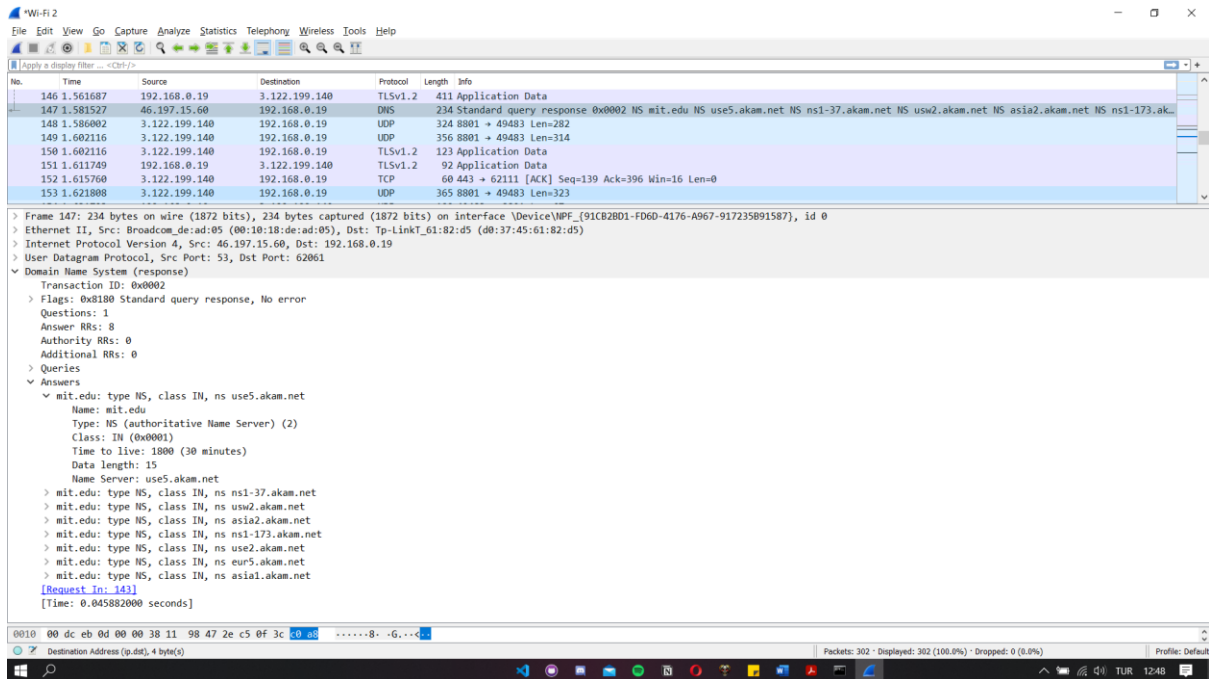 *Wi-Fi 2
File Edit View Go Capture Analyze Statistics Telephony Wireless Tools Help
Apply a display filter ... <Ctrl-/>
No. Time Source Destination Protocol Length Info
146 1.561687 192.168.0.19 3.122.199.140 TLSv1.2 411 Application Data
147 1.581527 46.197.15.60 192.168.0.19 DNS 234 Standard query response 0x0002 NS mit.edu NS use5.akam.net NS ns1-37.akam.net NS usw2.akam.net NS asia2.akam.net NS ns1-173.ak...
148 1.586002 3.122.199.140 192.168.0.19 UDP 324 8801 → 49483 Len=282
149 1.602116 3.122.199.140 192.168.0.19 UDP 356 8801 → 49483 Len=314
150 1.602116 3.122.199.140 192.168.0.19 TLSv1.2 123 Application Data
151 1.611749 192.168.0.19 3.122.199.140 TLSv1.2 92 Application Data
152 1.615760 3.122.199.140 192.168.0.19 TCP 60 443 → 62111 [ACK] Seq=139 Ack=396 Win=16 Len=0
153 1.621808 3.122.199.140 192.168.0.19 UDP 365 8801 → 49483 Len=323
> Frame 147: 234 bytes on wire (1872 bits), 234 bytes captured (1872 bits) on interface \Device\NPF_{91CB2BD1-FD6D-4176-A967-917235B91587}, id 0
> Ethernet II, Src: Broadcom_de:ad:05 (00:10:18:de:ad:05), Dst: Tp-LinkT_61:82:d5 (d0:37:45:61:82:d5)
> Internet Protocol Version 4, Src: 46.197.15.60, Dst: 192.168.0.19
> User Datagram Protocol, Src Port: 53, Dst Port: 62061
Domain Name System (response)
Transaction ID: 0x0002
> Flags: 0x8180 Standard query response, No error
Questions: 1
Answer RRs: 8
Authority RRs: 0
Additional RRs: 0
> Queries
Answers
mit.edu: type NS, class IN, ns use5.akam.net
Name: mit.edu
Type: NS (authoritative Name Server) (2)
Class: IN (0x0001)
Time to live: 1800 (30 minutes)
Data length: 15
Name Server: use5.akam.net
> mit.edu: type NS, class IN, ns ns1-37.akam.net
> mit.edu: type NS, class IN, ns usw2.akam.net
> mit.edu: type NS, class IN, ns asia2.akam.net
> mit.edu: type NS, class IN, ns ns1-173.akam.net
> mit.edu: type NS, class IN, ns use2.akam.net
> mit.edu: type NS, class IN, ns eur5.akam.net
> mit.edu: type NS, class IN, ns asia1.akam.net
[Request In: 143]
[Time: 0.045882000 seconds]
0010 00 dc eb 0d 00 00 38 11 98 47 2e c5 0f 3c c0 a8 ······8· ·G.··<··
Destination Address (ip.dst), 4 byte(s) Packets: 302 · Displayed: 302 (100.0%) · Dropped: 0 (0.0%) Profile: Default
TUR 12:48